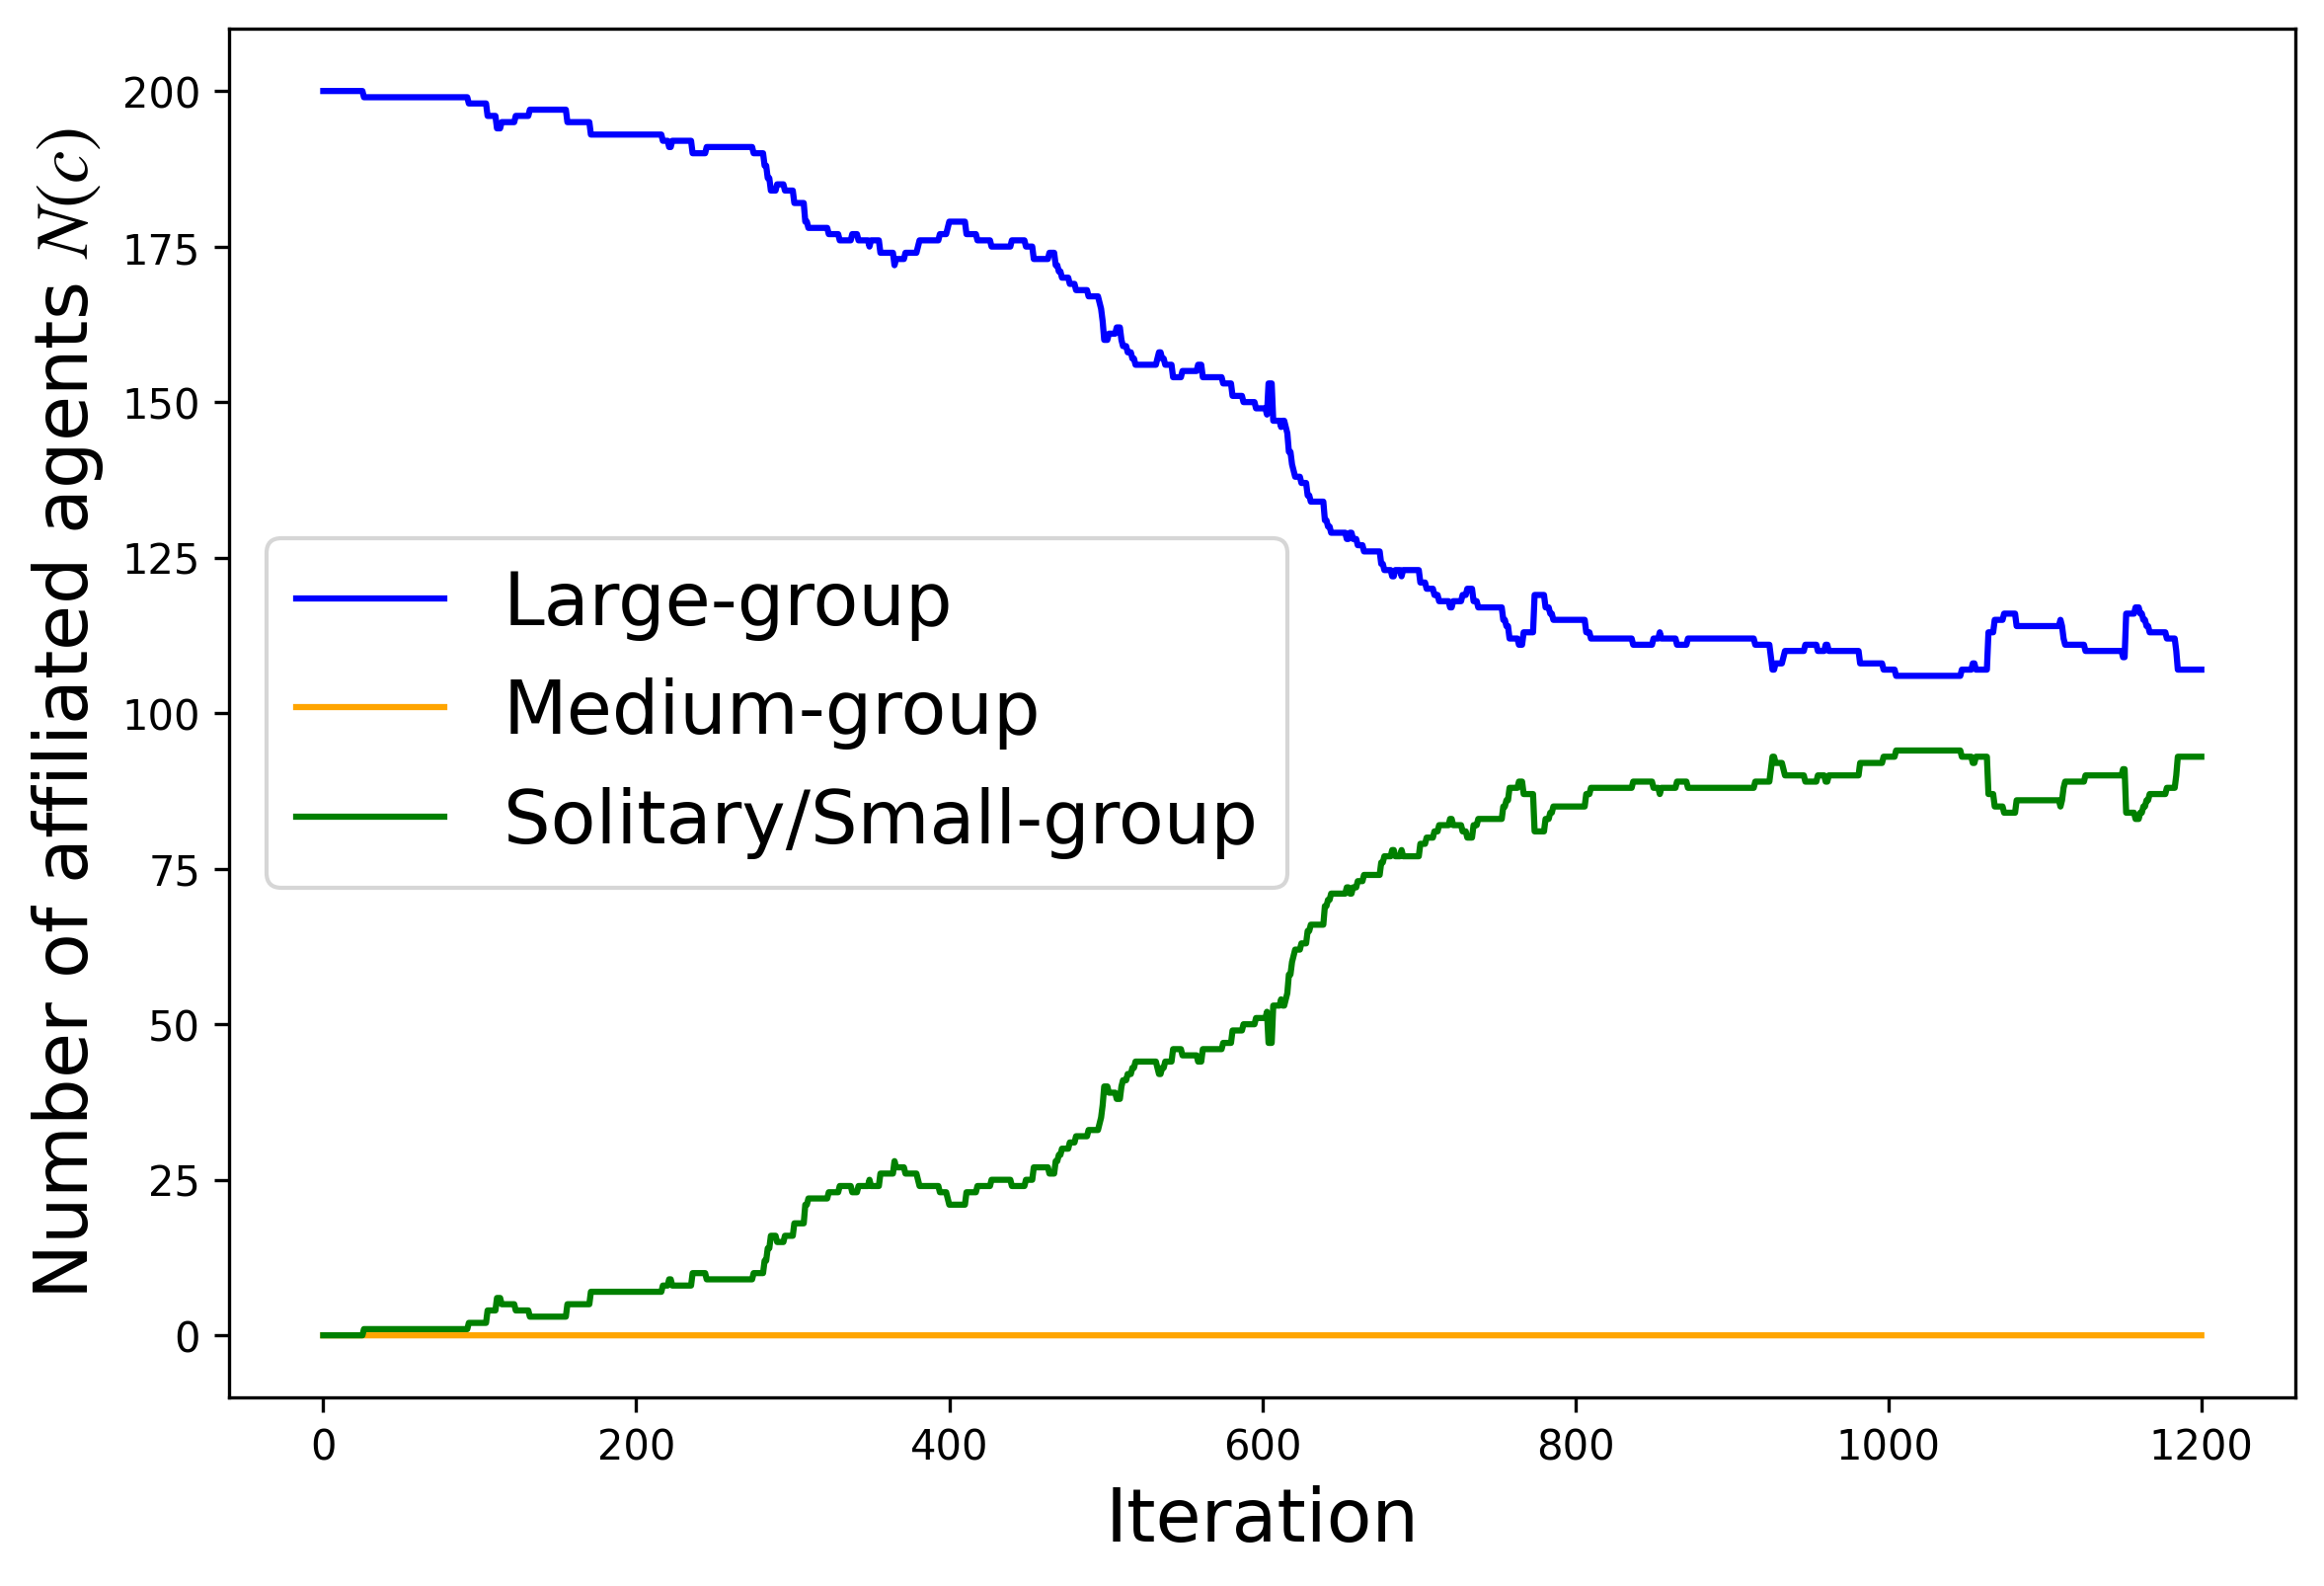 Number of affiliated agents N(c)
200
175
150
125
100
75
50
25
0
Large-group
Medium-group
Solitary/Small-group
0 200 400 600 800 1000 1200
Iteration